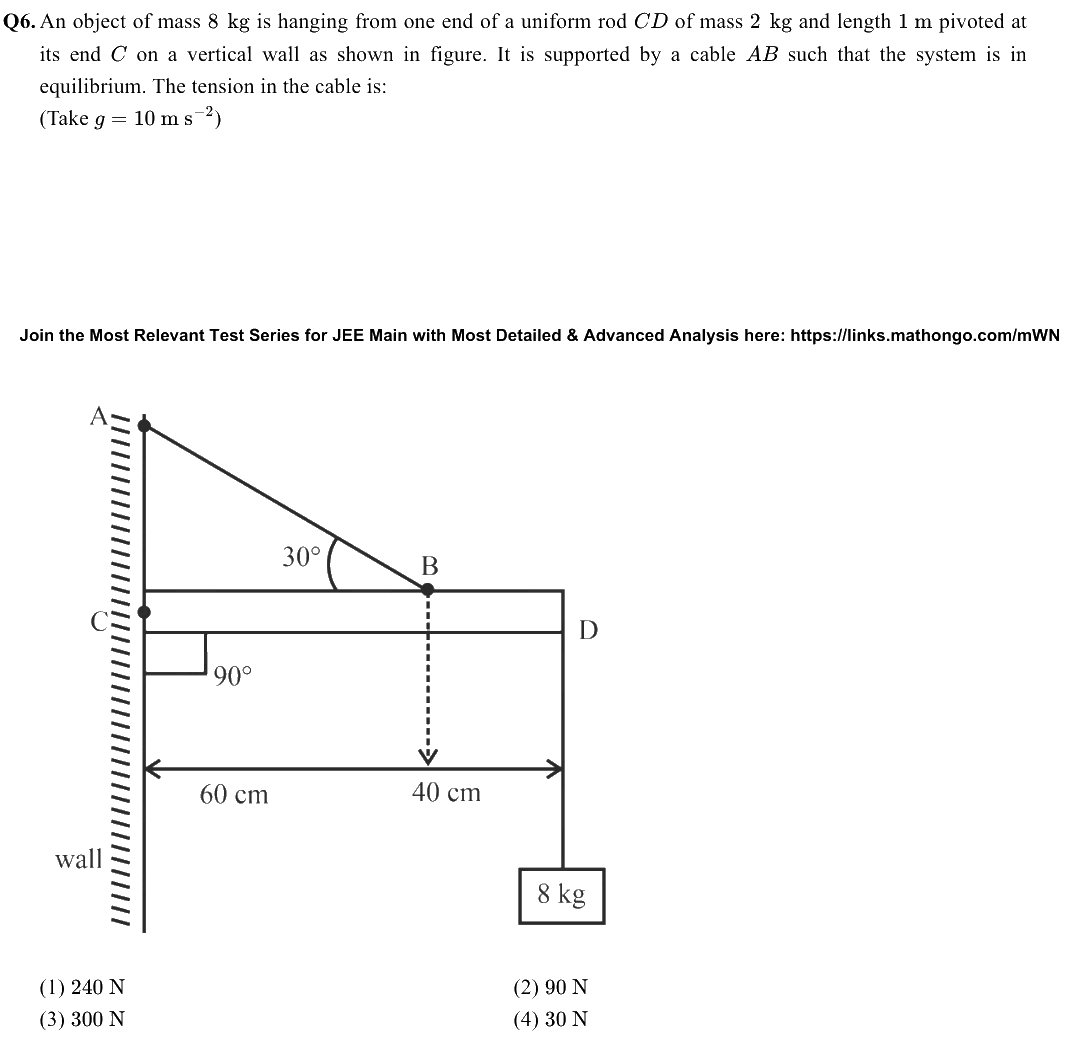 Q6. An object of mass 8 kg is hanging from one end of a uniform rod CD of mass 2 kg and length 1 m pivoted at
its end C on a vertical wall as shown in figure. It is supported by a cable AB such that the system is in
equilibrium. The tension in the cable is:
(Take g = 10 m s⁻²)
Join the Most Relevant Test Series for JEE Main with Most Detailed & Advanced Analysis here: https://links.mathongo.com/mWN
A
30°
B
C
D
90°
60 cm
40 cm
wall
8 kg
(1) 240 N
(2) 90 N
(3) 300 N
(4) 30 N